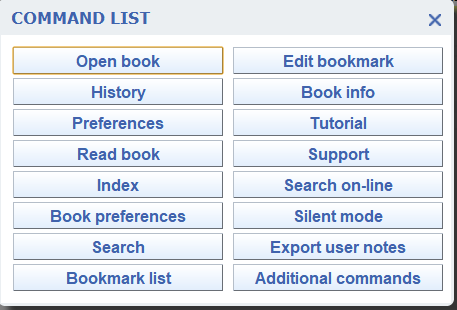 COMMAND LIST
Open book
Edit bookmark
History
Book info
Preferences
Tutorial
Read book
Support
Index
Search on-line
Book preferences
Silent mode
Search
Export user notes
Bookmark list
Additional commands